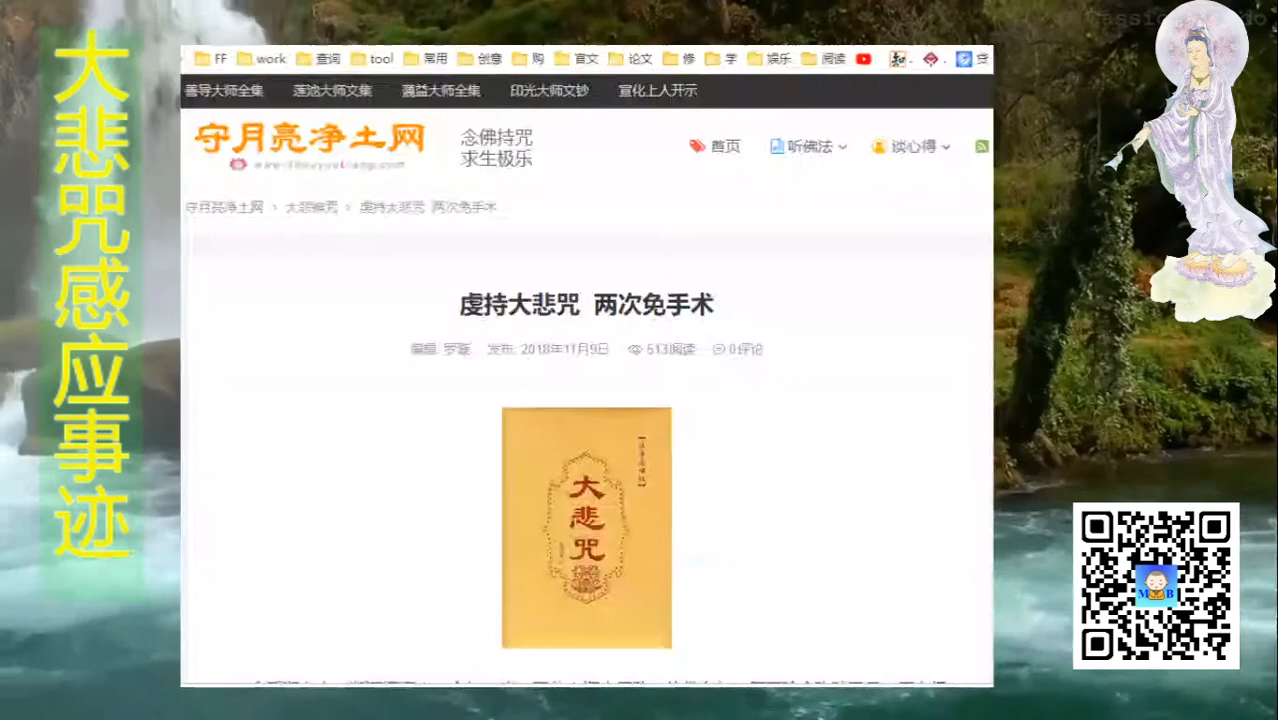 大悲咒感应事迹
FF work 查询 tool 常用 创意 购 官文 论文 修 学 娱乐 阅读
善导大师全集 莲池大师文集 蕅益大师全集 印光大师文钞 宣化上人开示
守月亮净土网
念佛持咒
求生极乐
首页 听佛法 谈心得
守月亮净土网 › 大悲神咒 › 虔持大悲咒 两次免手术
虔持大悲咒 两次免手术
发布: 2018年11月9日 513阅读 0评论
大悲咒
M B